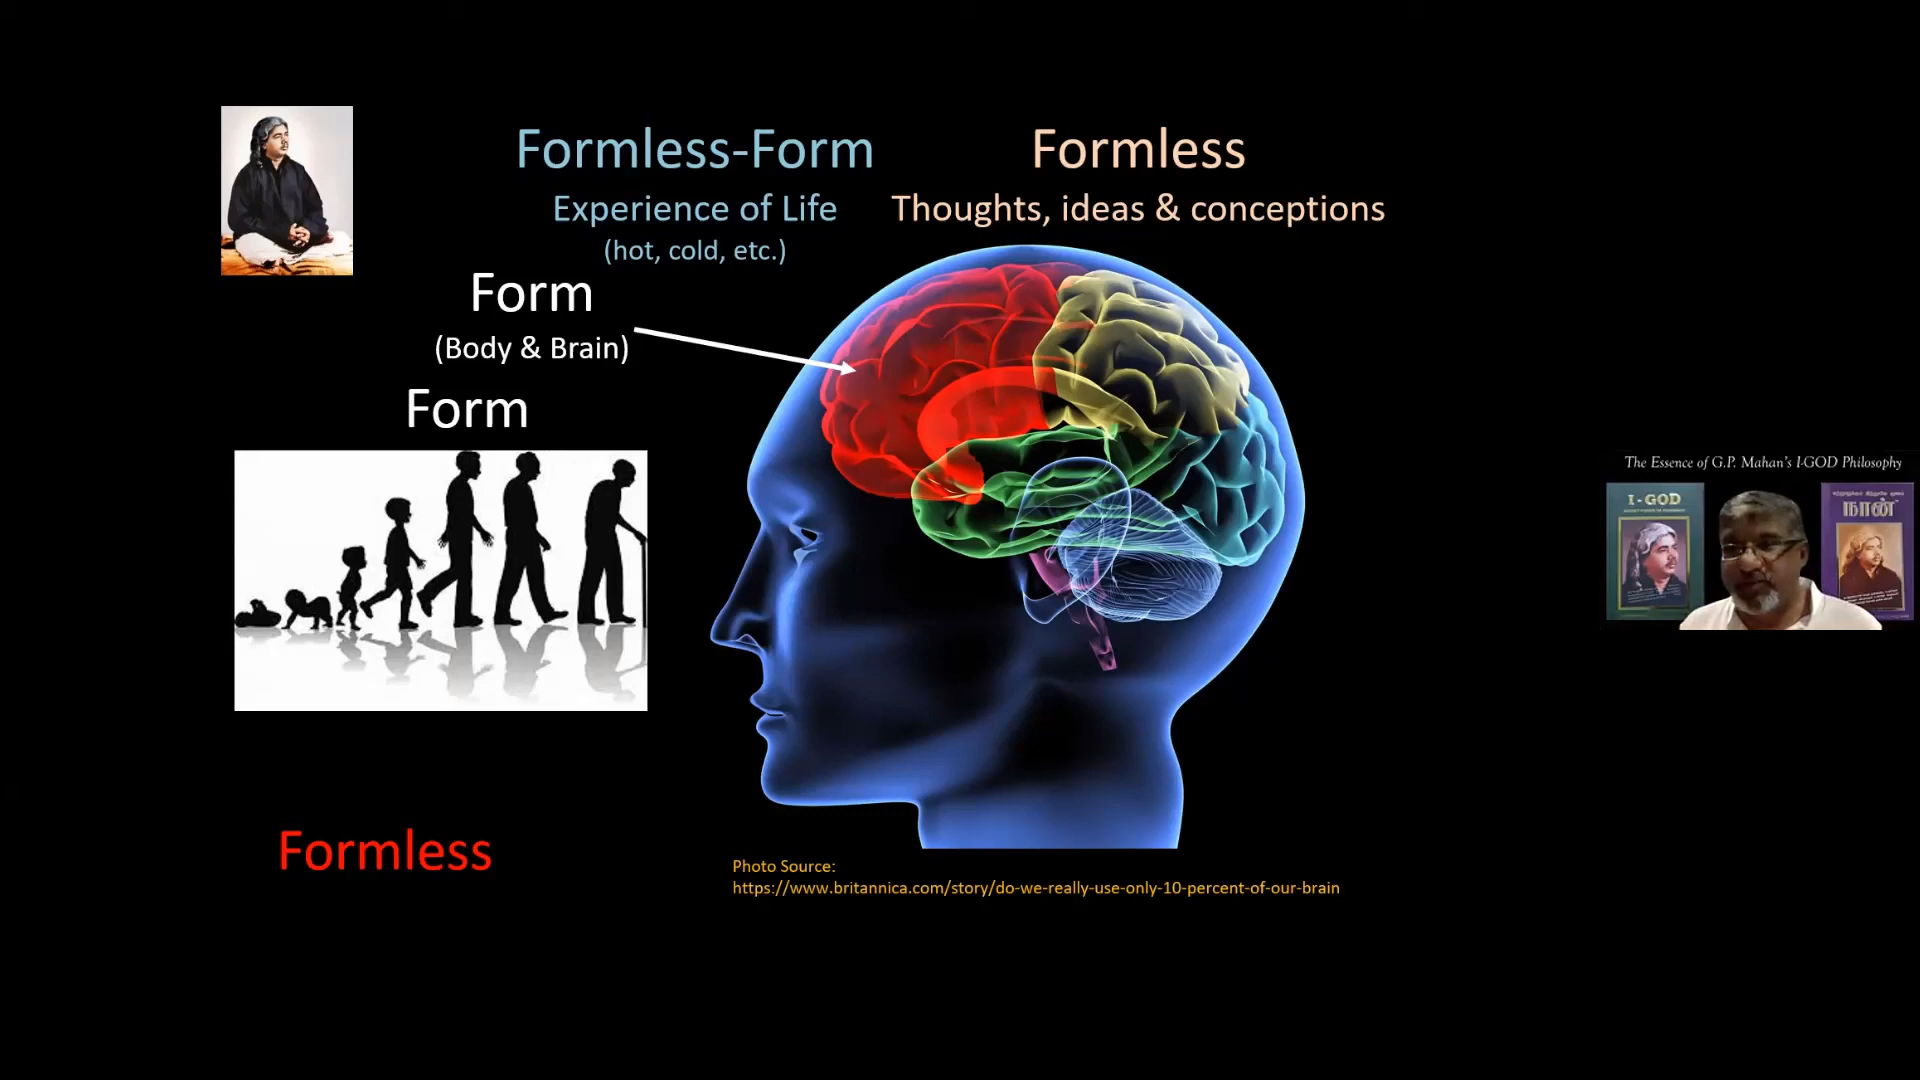 Formless-Form
Experience of Life
(hot, cold, etc.)
Formless
Thoughts, ideas & conceptions
Form
(Body & Brain)
Form
Formless
Photo Source:
https://www.britannica.com/story/do-we-really-use-only-10-percent-of-our-brain
The Essence of G.P. Mahan's I-GOD Philosophy
I - GOD
நான்